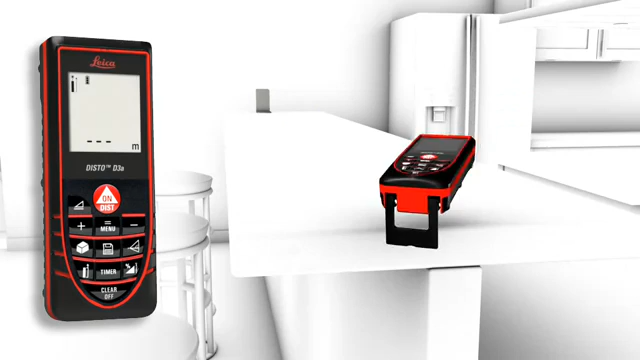 Leica
- - - m
DISTO™ D3a
ON
DIST
+ = −
MENU
TIMER
CLEAR
OFF